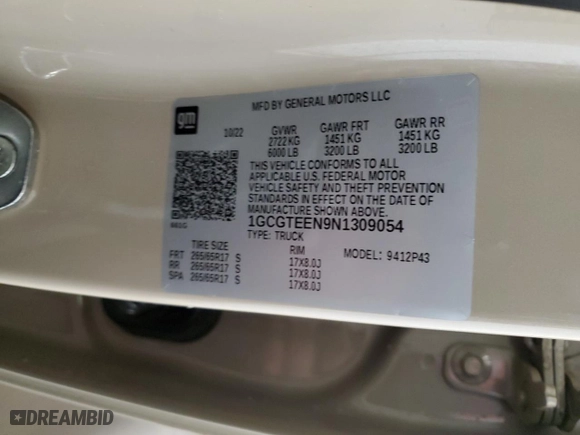 gm
MFD BY GENERAL MOTORS LLC
10/22 GVWR GAWR FRT GAWR RR
2722 KG 1451 KG 1451 KG
6000 LB 3200 LB 3200 LB
THIS VEHICLE CONFORMS TO ALL
APPLICABLE U.S. FEDERAL MOTOR
VEHICLE SAFETY AND THEFT PREVENTION
STANDARDS IN EFFECT ON THE DATE OF
MANUFACTURE SHOWN ABOVE.
1GCGTEEN9N1309054
TYPE: TRUCK MODEL: 9412P43
TIRE SIZE RIM
FRT 265/65R17 S 17X8.0J
RR 265/65R17 S 17X8.0J
SPA 265/65R17 S 17X8.0J
DREAMBID